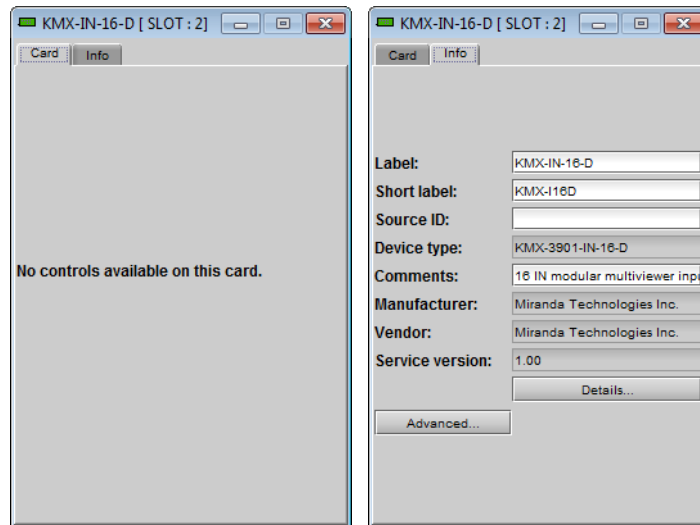 KMX-IN-16-D [ SLOT : 2]
Card Info
No controls available on this card.
KMX-IN-16-D [ SLOT : 2]
Card Info
Label: KMX-IN-16-D
Short label: KMX-I16D
Source ID:
Device type: KMX-3901-IN-16-D
Comments: 16 IN modular multiviewer inpu
Manufacturer: Miranda Technologies Inc.
Vendor: Miranda Technologies Inc.
Service version: 1.00
Details...
Advanced...